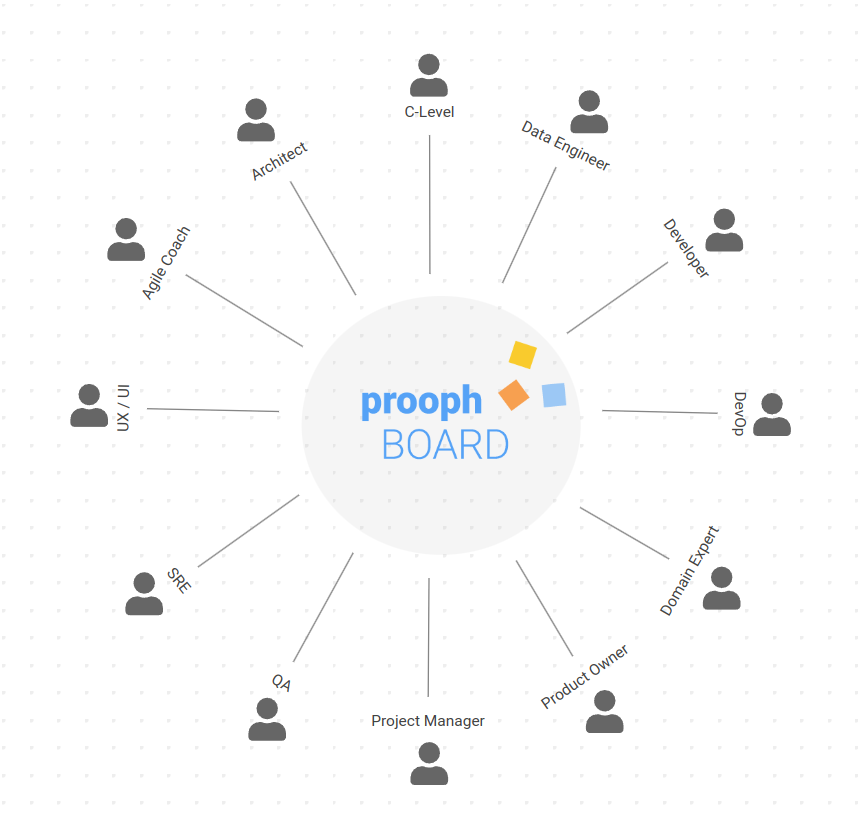 C-Level
Data Engineer
Architect
Developer
Agile Coach
prooph
BOARD
UX / UI
DevOp
Domain Expert
SRE
Product Owner
QA
Project Manager